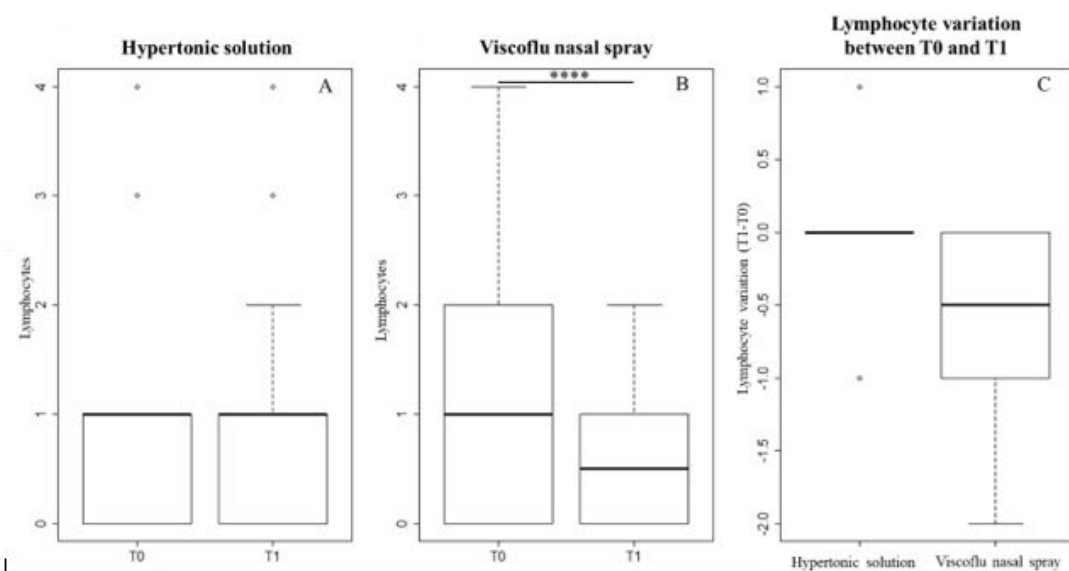 Hypertonic solution
A
Lymphocytes
4
3
2
1
0
T0
T1
Viscoflu nasal spray
****
B
Lymphocytes
4
3
2
1
0
T0
T1
Lymphocyte variation
between T0 and T1
C
Lymphocyte variation (T1-T0)
1.0
0.5
0.0
-0.5
-1.0
-1.5
-2.0
Hypertonic solution
Viscoflu nasal spray